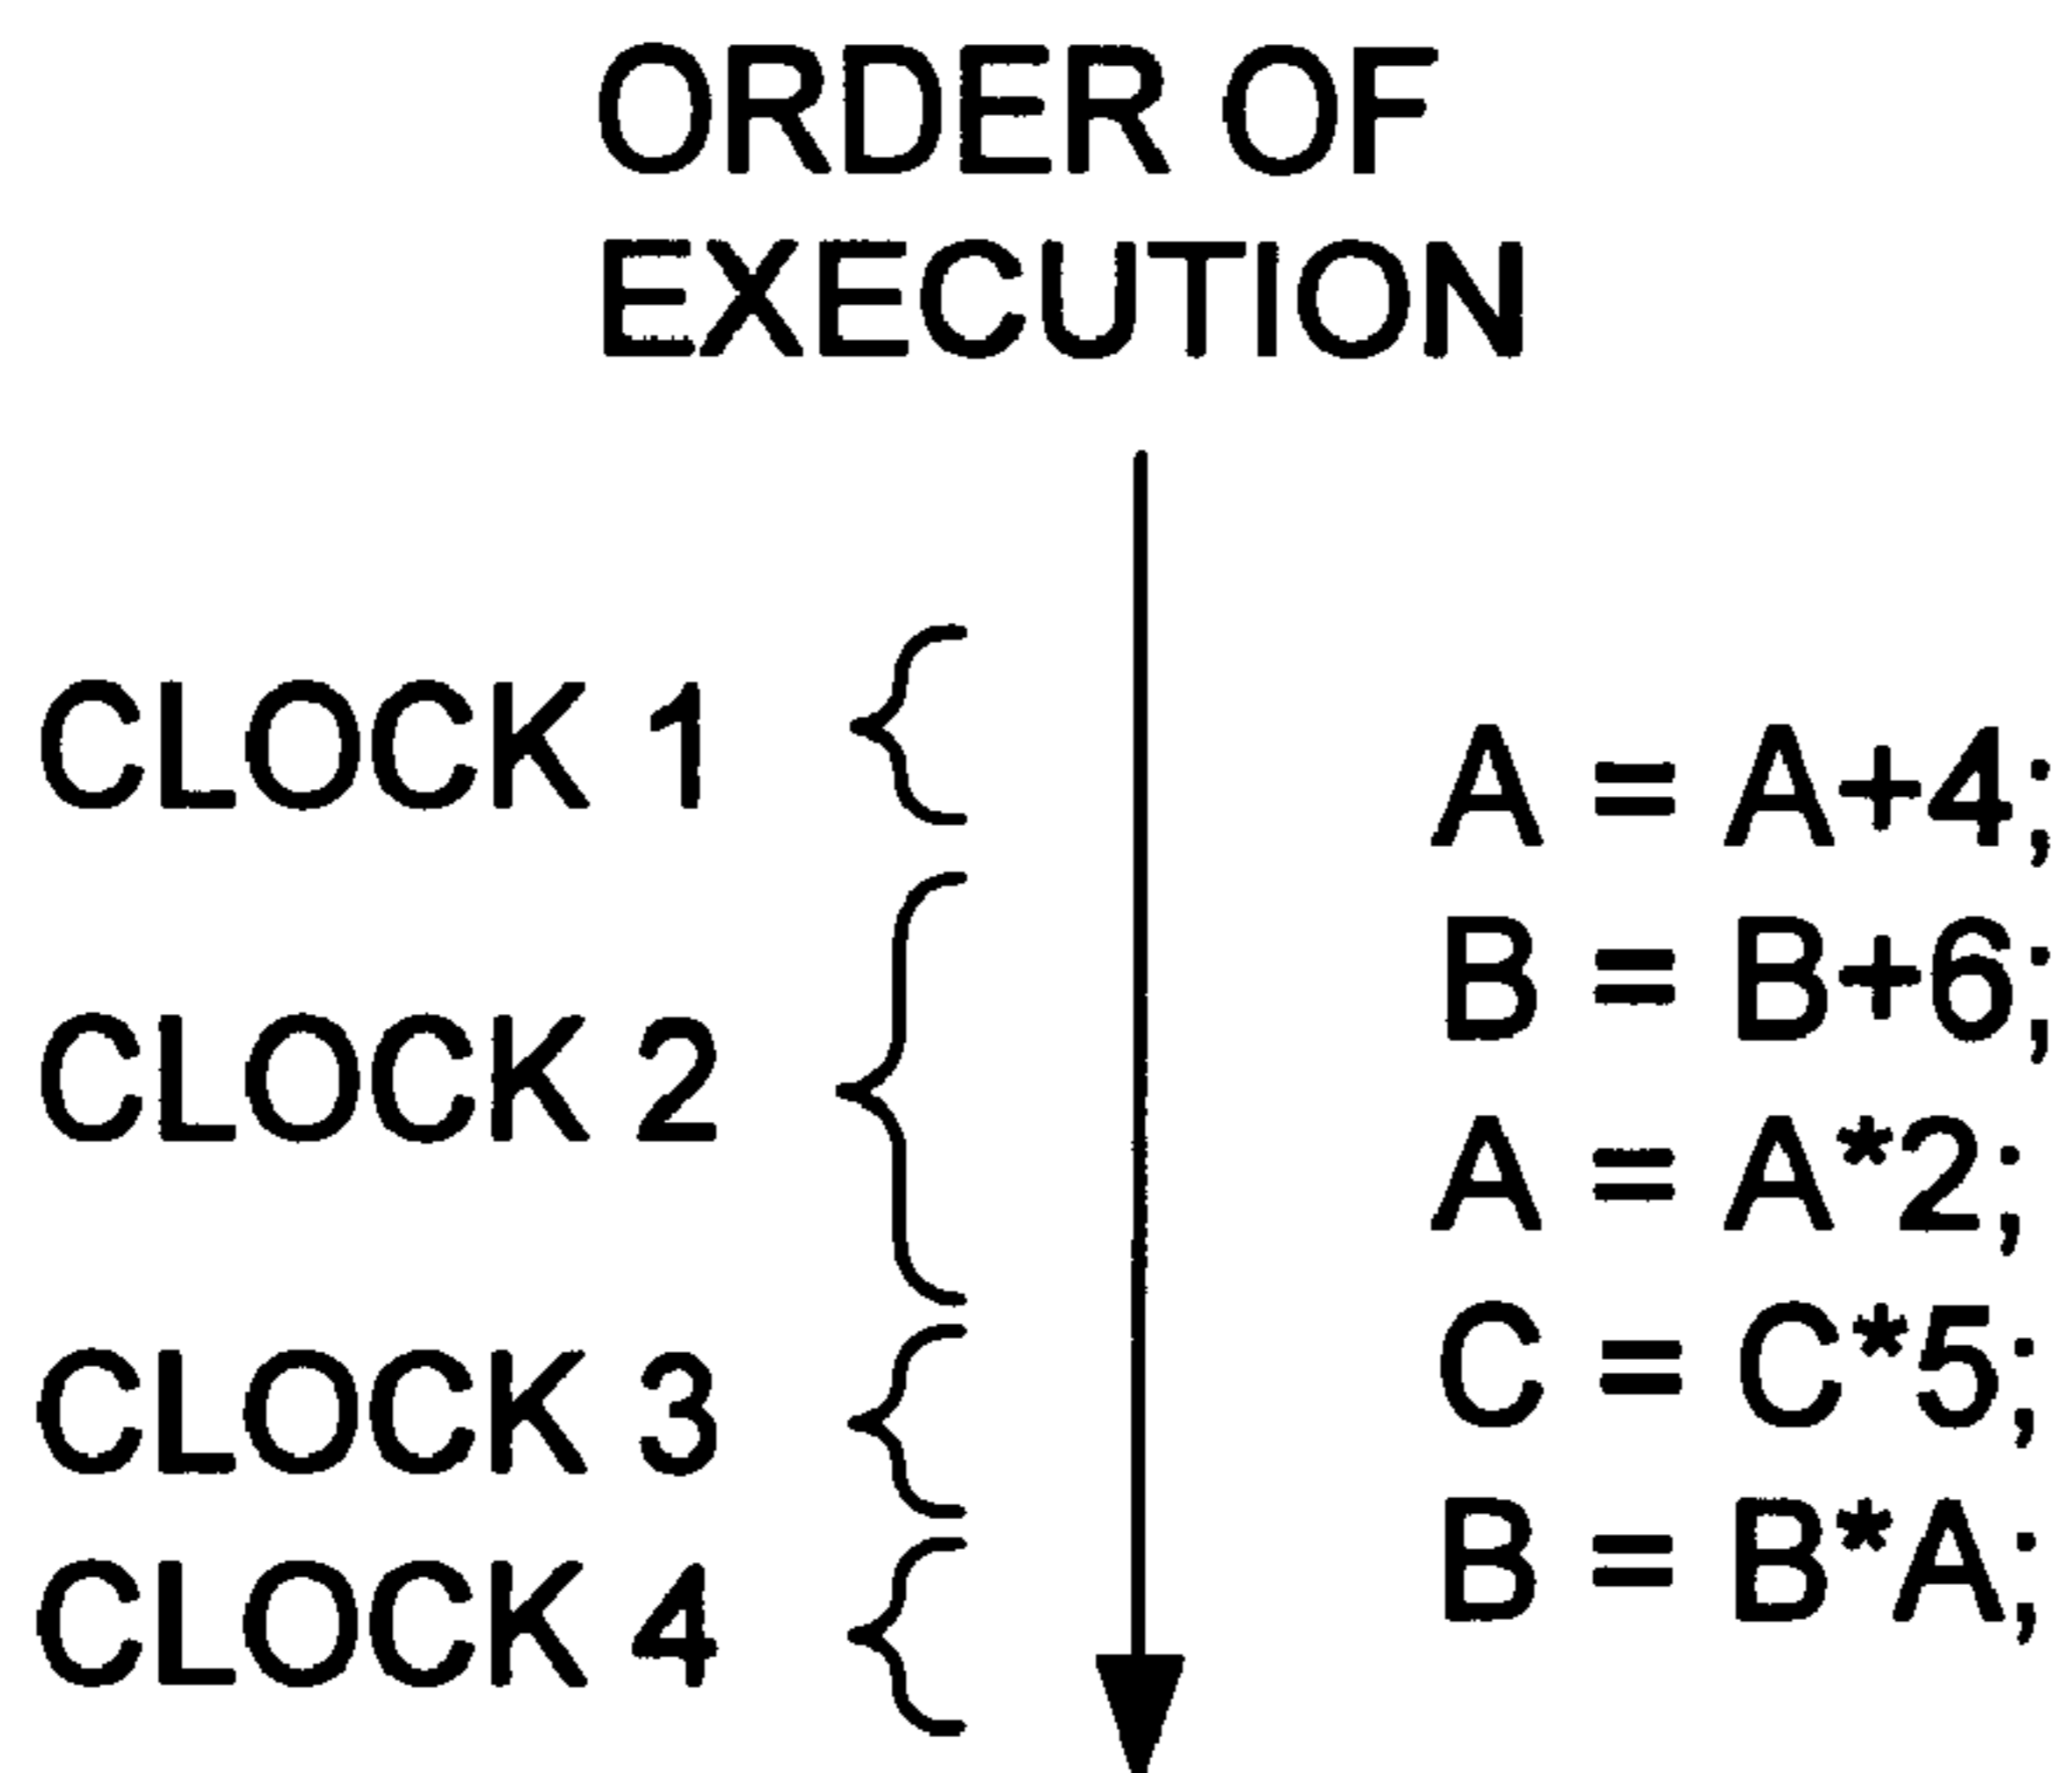 ORDER OF
EXECUTION
CLOCK 1
A = A+4;
B = B+6;
CLOCK 2
A = A*2;
C = C*5;
CLOCK 3
B = B*A;
CLOCK 4